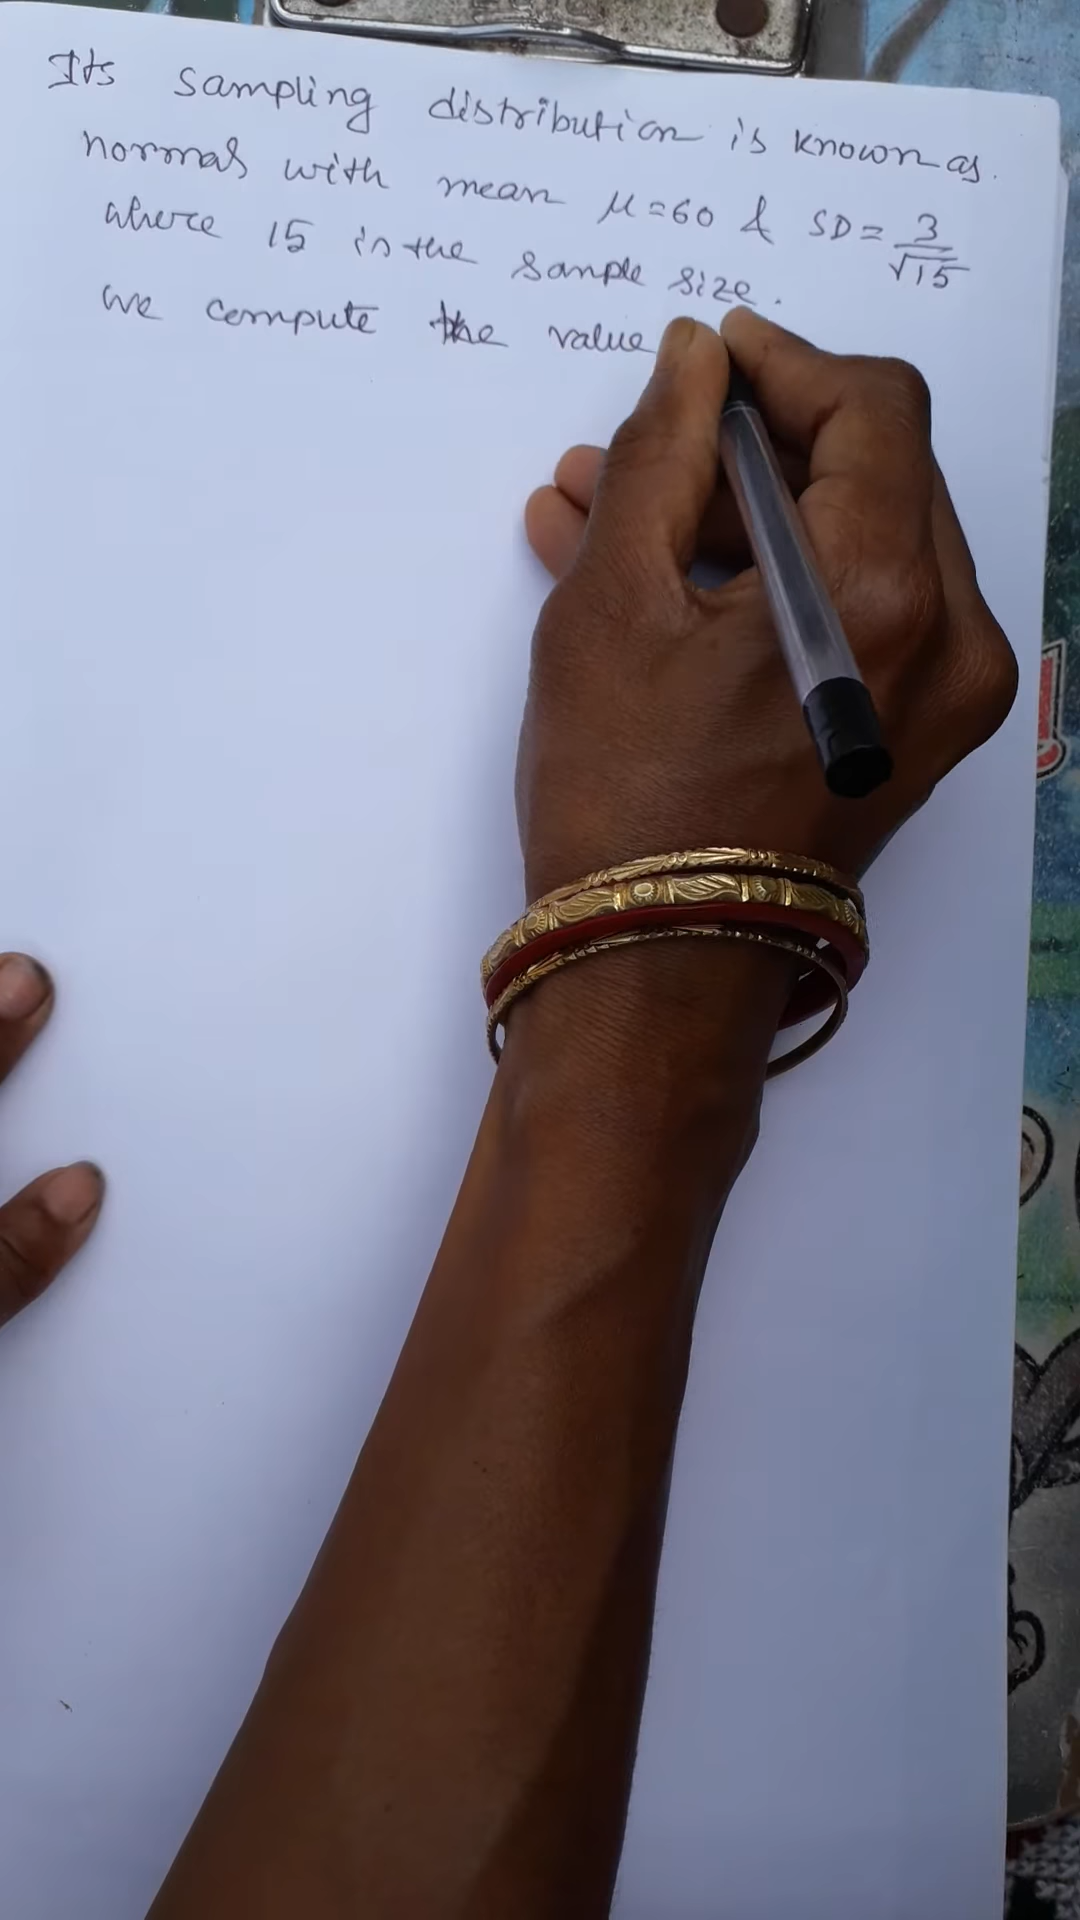 Its sampling distribution is known as.
normal with mean μ=60 & SD = 3/√15
where 15 is the sample size.
we compute the value